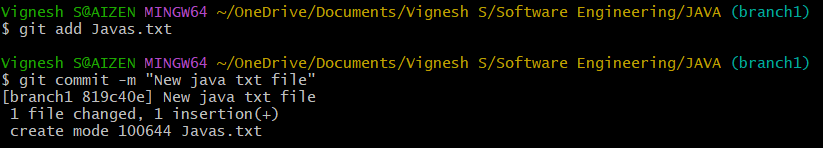 Vignesh S@AIZEN MINGW64 ~/OneDrive/Documents/Vignesh S/Software Engineering/JAVA (branch1)
$ git add Javas.txt
Vignesh S@AIZEN MINGW64 ~/OneDrive/Documents/Vignesh S/Software Engineering/JAVA (branch1)
$ git commit -m "New java txt file"
[branch1 819c40e] New java txt file
 1 file changed, 1 insertion(+)
 create mode 100644 Javas.txt